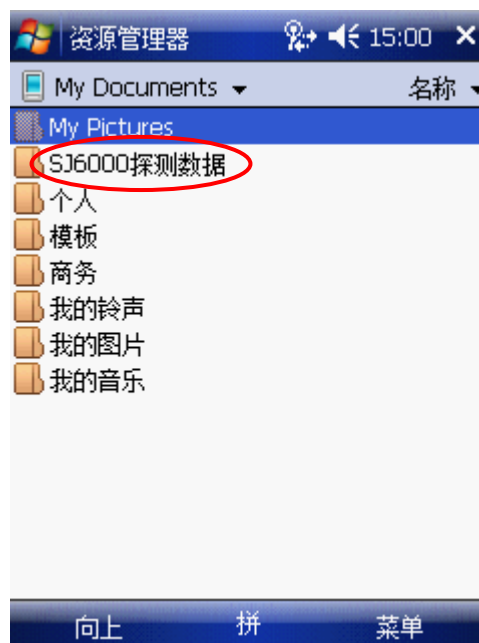 资源管理器 15:00
My Documents 名称
My Pictures
SJ6000探测数据
个人
模板
商务
我的铃声
我的图片
我的音乐
向上 拼 菜单